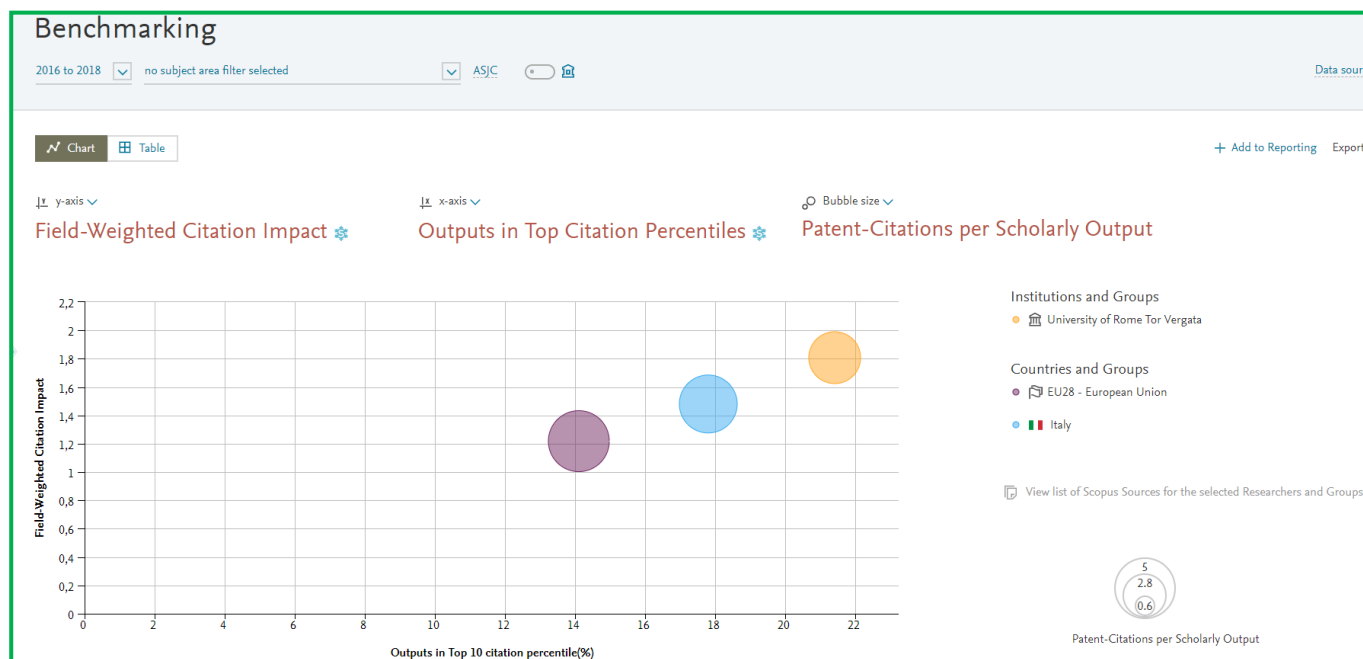 Benchmarking
2016 to 2018 no subject area filter selected ASJC
Data sour
Chart Table
+ Add to Reporting Export
y-axis x-axis Bubble size
Field-Weighted Citation Impact Outputs in Top Citation Percentiles Patent-Citations per Scholarly Output
Field-Weighted Citation Impact
2,2
2
1,8
1,6
1,4
1,2
1
0,8
0,6
0,4
0,2
0
0 2 4 6 8 10 12 14 16 18 20 22
Outputs in Top 10 citation percentile(%)
Institutions and Groups
University of Rome Tor Vergata
Countries and Groups
EU28 - European Union
Italy
View list of Scopus Sources for the selected Researchers and Groups
5
2.8
0.6
Patent-Citations per Scholarly Output